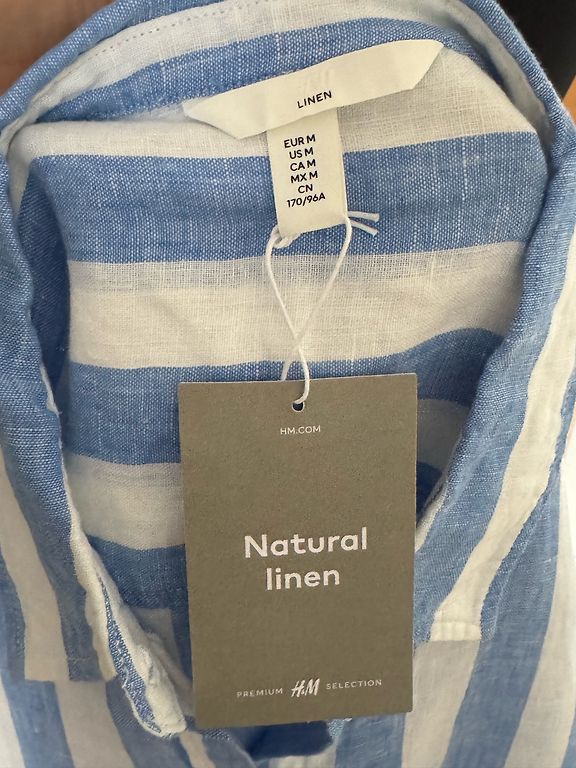 LINEN
EUR M
US M
CA M
MX M
CN
170/96A
HM.COM
Natural
linen
PREMIUM H&M SELECTION